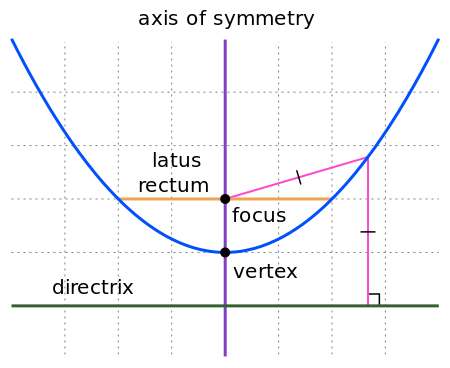 axis of symmetry
latus
rectum
focus
vertex
directrix